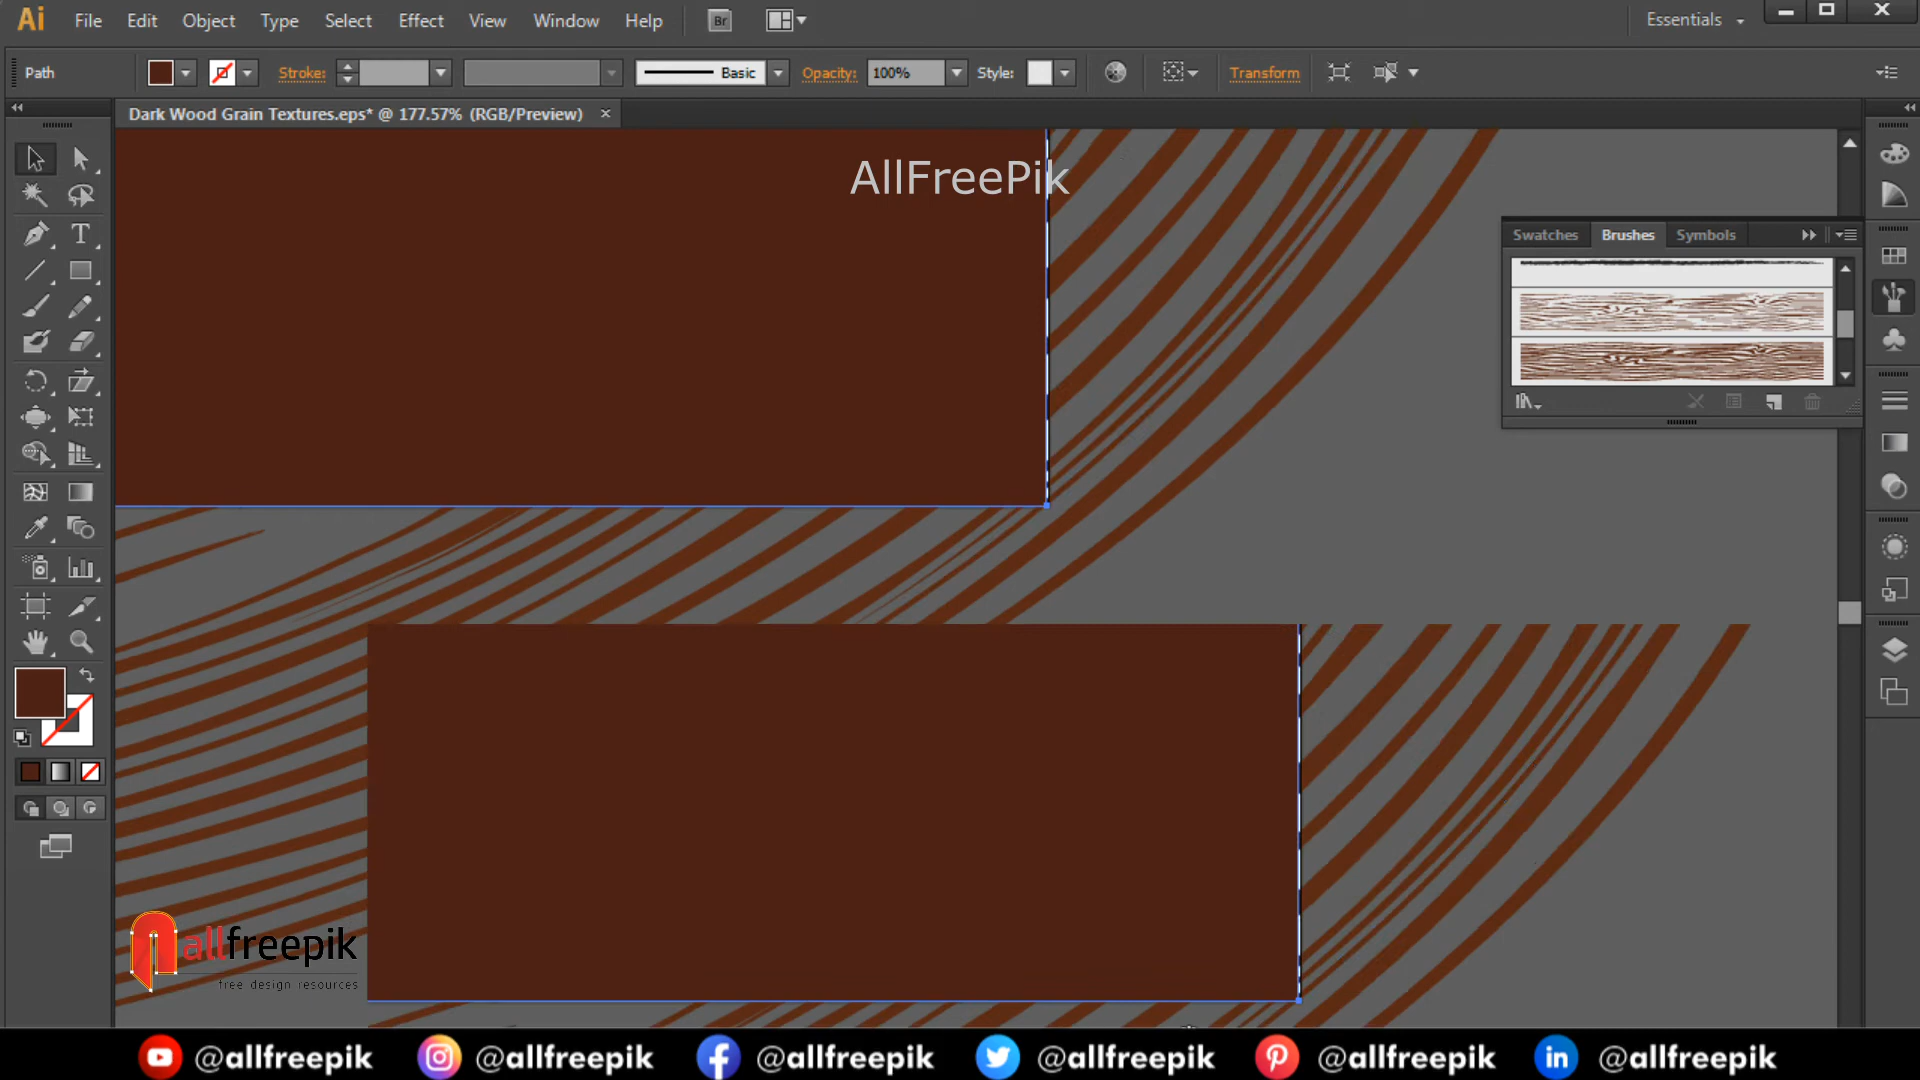 Ai File Edit Object Type Select Effect View Window Help Br Essentials
Path Stroke: Basic Opacity: 100% Style: Transform
Dark Wood Grain Textures.eps* @ 177.57% (RGB/Preview)
AllFreePik
Swatches Brushes Symbols
T
allfreepik
free design resources
@allfreepik @allfreepik @allfreepik @allfreepik @allfreepik in @allfreepik